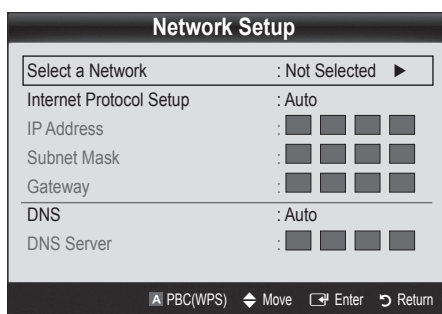 Network Setup
Select a Network : Not Selected ►
Internet Protocol Setup : Auto
IP Address :
Subnet Mask :
Gateway :
DNS : Auto
DNS Server :
A PBC(WPS) Move Enter Return